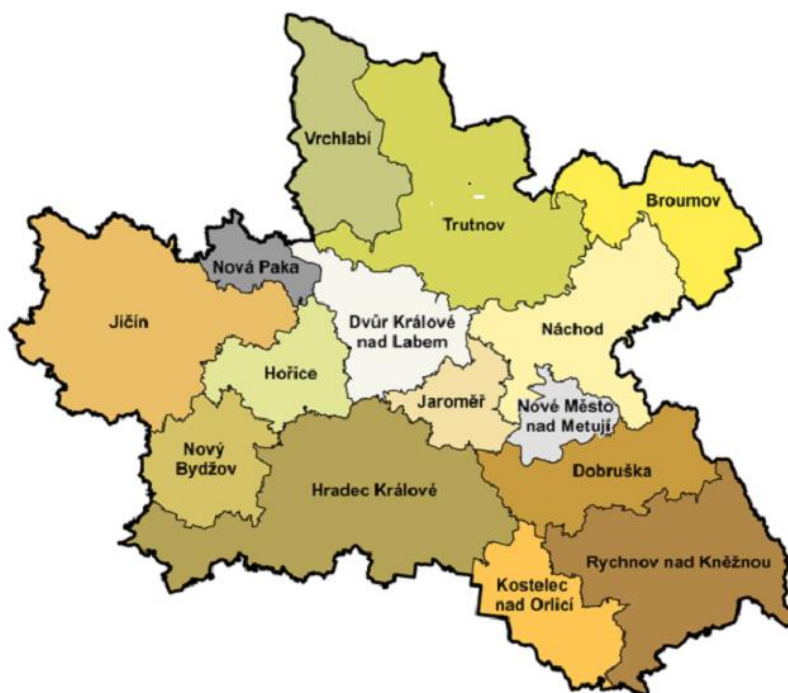 Vrchlabí
Broumov
Trutnov
Nová Paka
Jičín
Dvůr Králové
nad Labem
Náchod
Hořice
Jaroměř
Nové Město
nad Metují
Nový
Bydžov
Dobruška
Hradec Králové
Rychnov nad Kněžnou
Kostelec
nad Orlicí